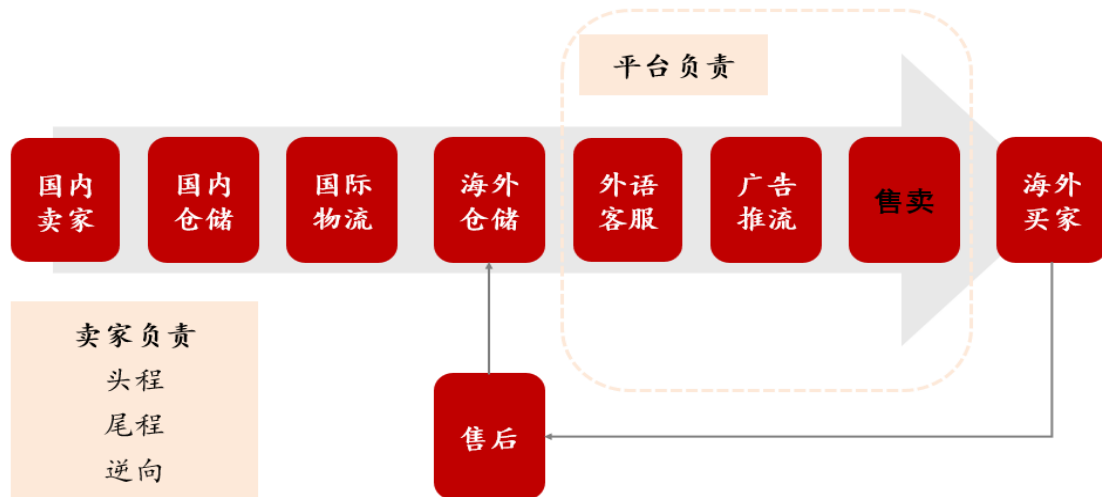 平台负责
国内
卖家
国内
仓储
国际
物流
海外
仓储
外语
客服
广告
推流
售卖
海外
买家
卖家负责
头程
尾程
逆向
售后